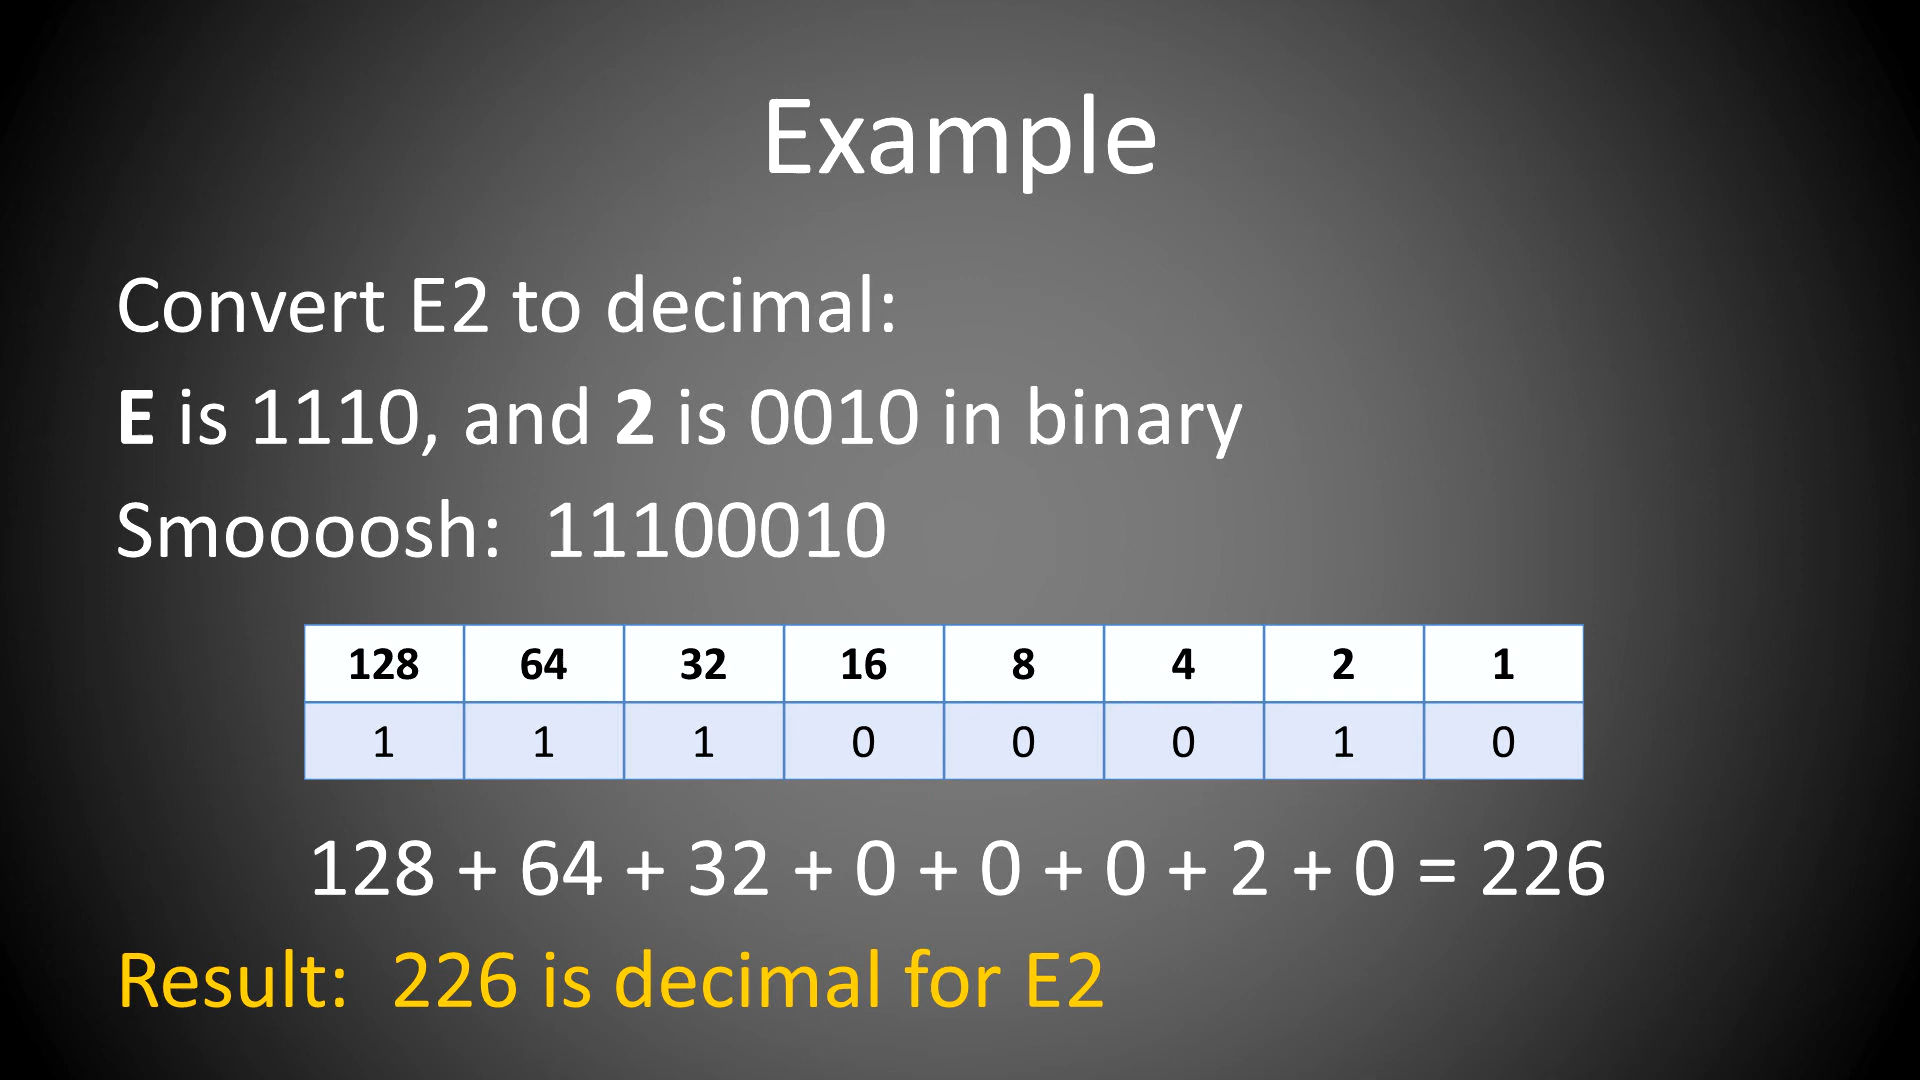 Example
Convert E2 to decimal:
E is 1110, and 2 is 0010 in binary
Smoooosh:  11100010
128 64 32 16 8 4 2 1
1 1 1 0 0 0 1 0
128 + 64 + 32 + 0 + 0 + 0 + 2 + 0 = 226
Result:  226 is decimal for E2